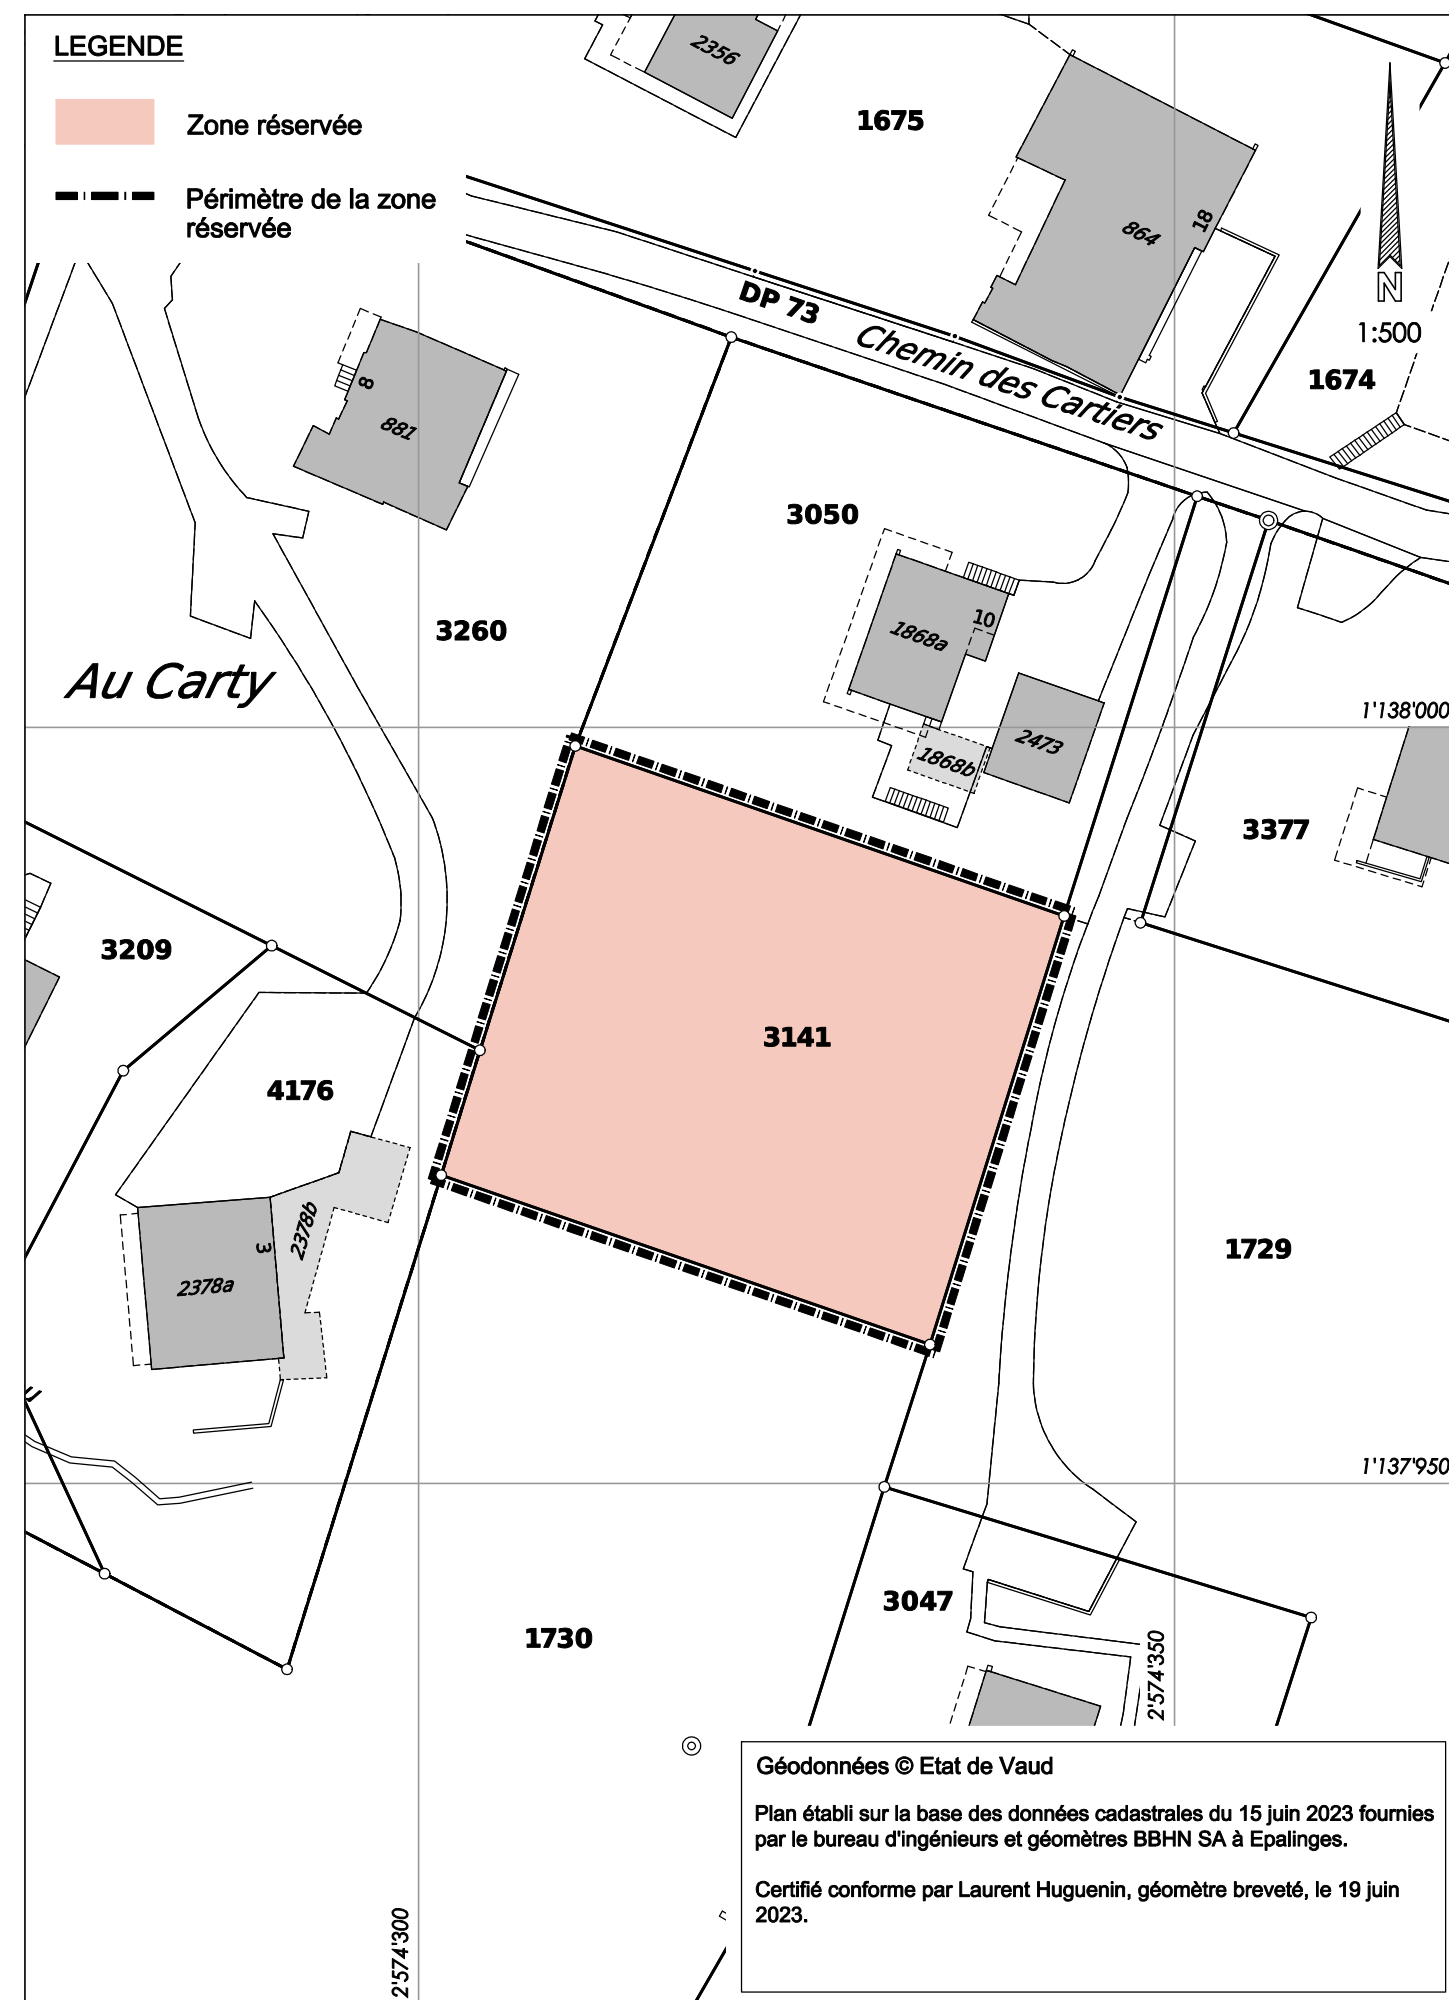 LEGENDE
Zone réservée
Périmètre de la zone
réservée
2356
1675
864
18
N
1:500
1674
DP 73
Chemin des Cartiers
8
881
3050
3260
1868a
10
Au Carty
1'138'000
2473
1868b
3377
3209
3141
4176
2378b
3
2378a
1729
1'137'950
3047
1730
2'574'350
2'574'300
Géodonnées © Etat de Vaud
Plan établi sur la base des données cadastrales du 15 juin 2023 fournies
par le bureau d'ingénieurs et géomètres BBHN SA à Epalinges.
Certifié conforme par Laurent Huguenin, géomètre breveté, le 19 juin
2023.